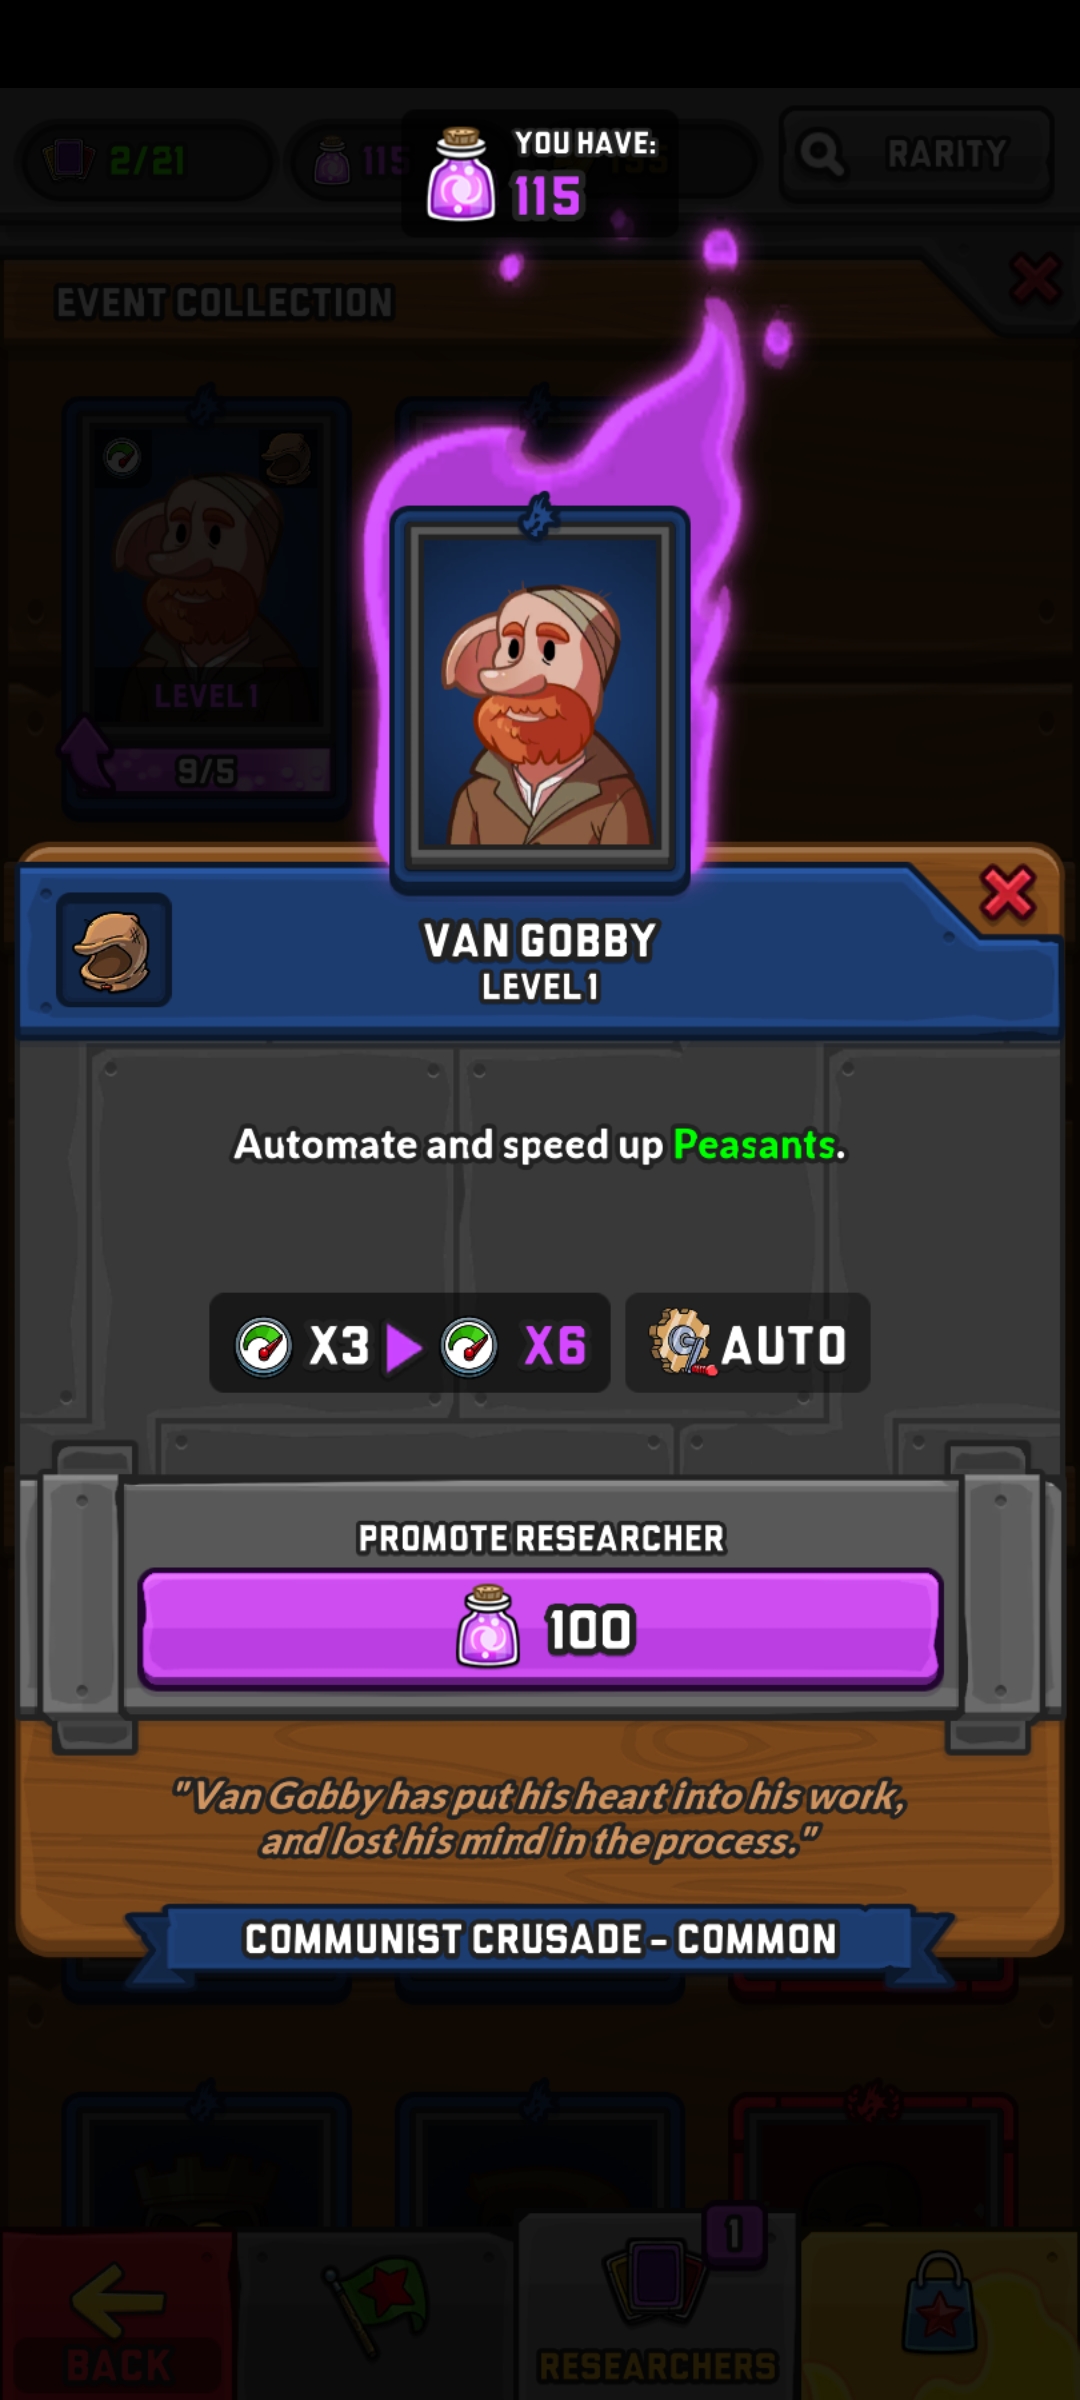 YOU HAVE:
115
2/21
115
RARITY
EVENT COLLECTION
LEVEL 1
9/5
VAN GOBBY
LEVEL 1
Automate and speed up Peasants.
X3 X6 AUTO
PROMOTE RESEARCHER
100
"Van Gobby has put his heart into his work,
and lost his mind in the process."
COMMUNIST CRUSADE - COMMON
1
BACK
RESEARCHERS